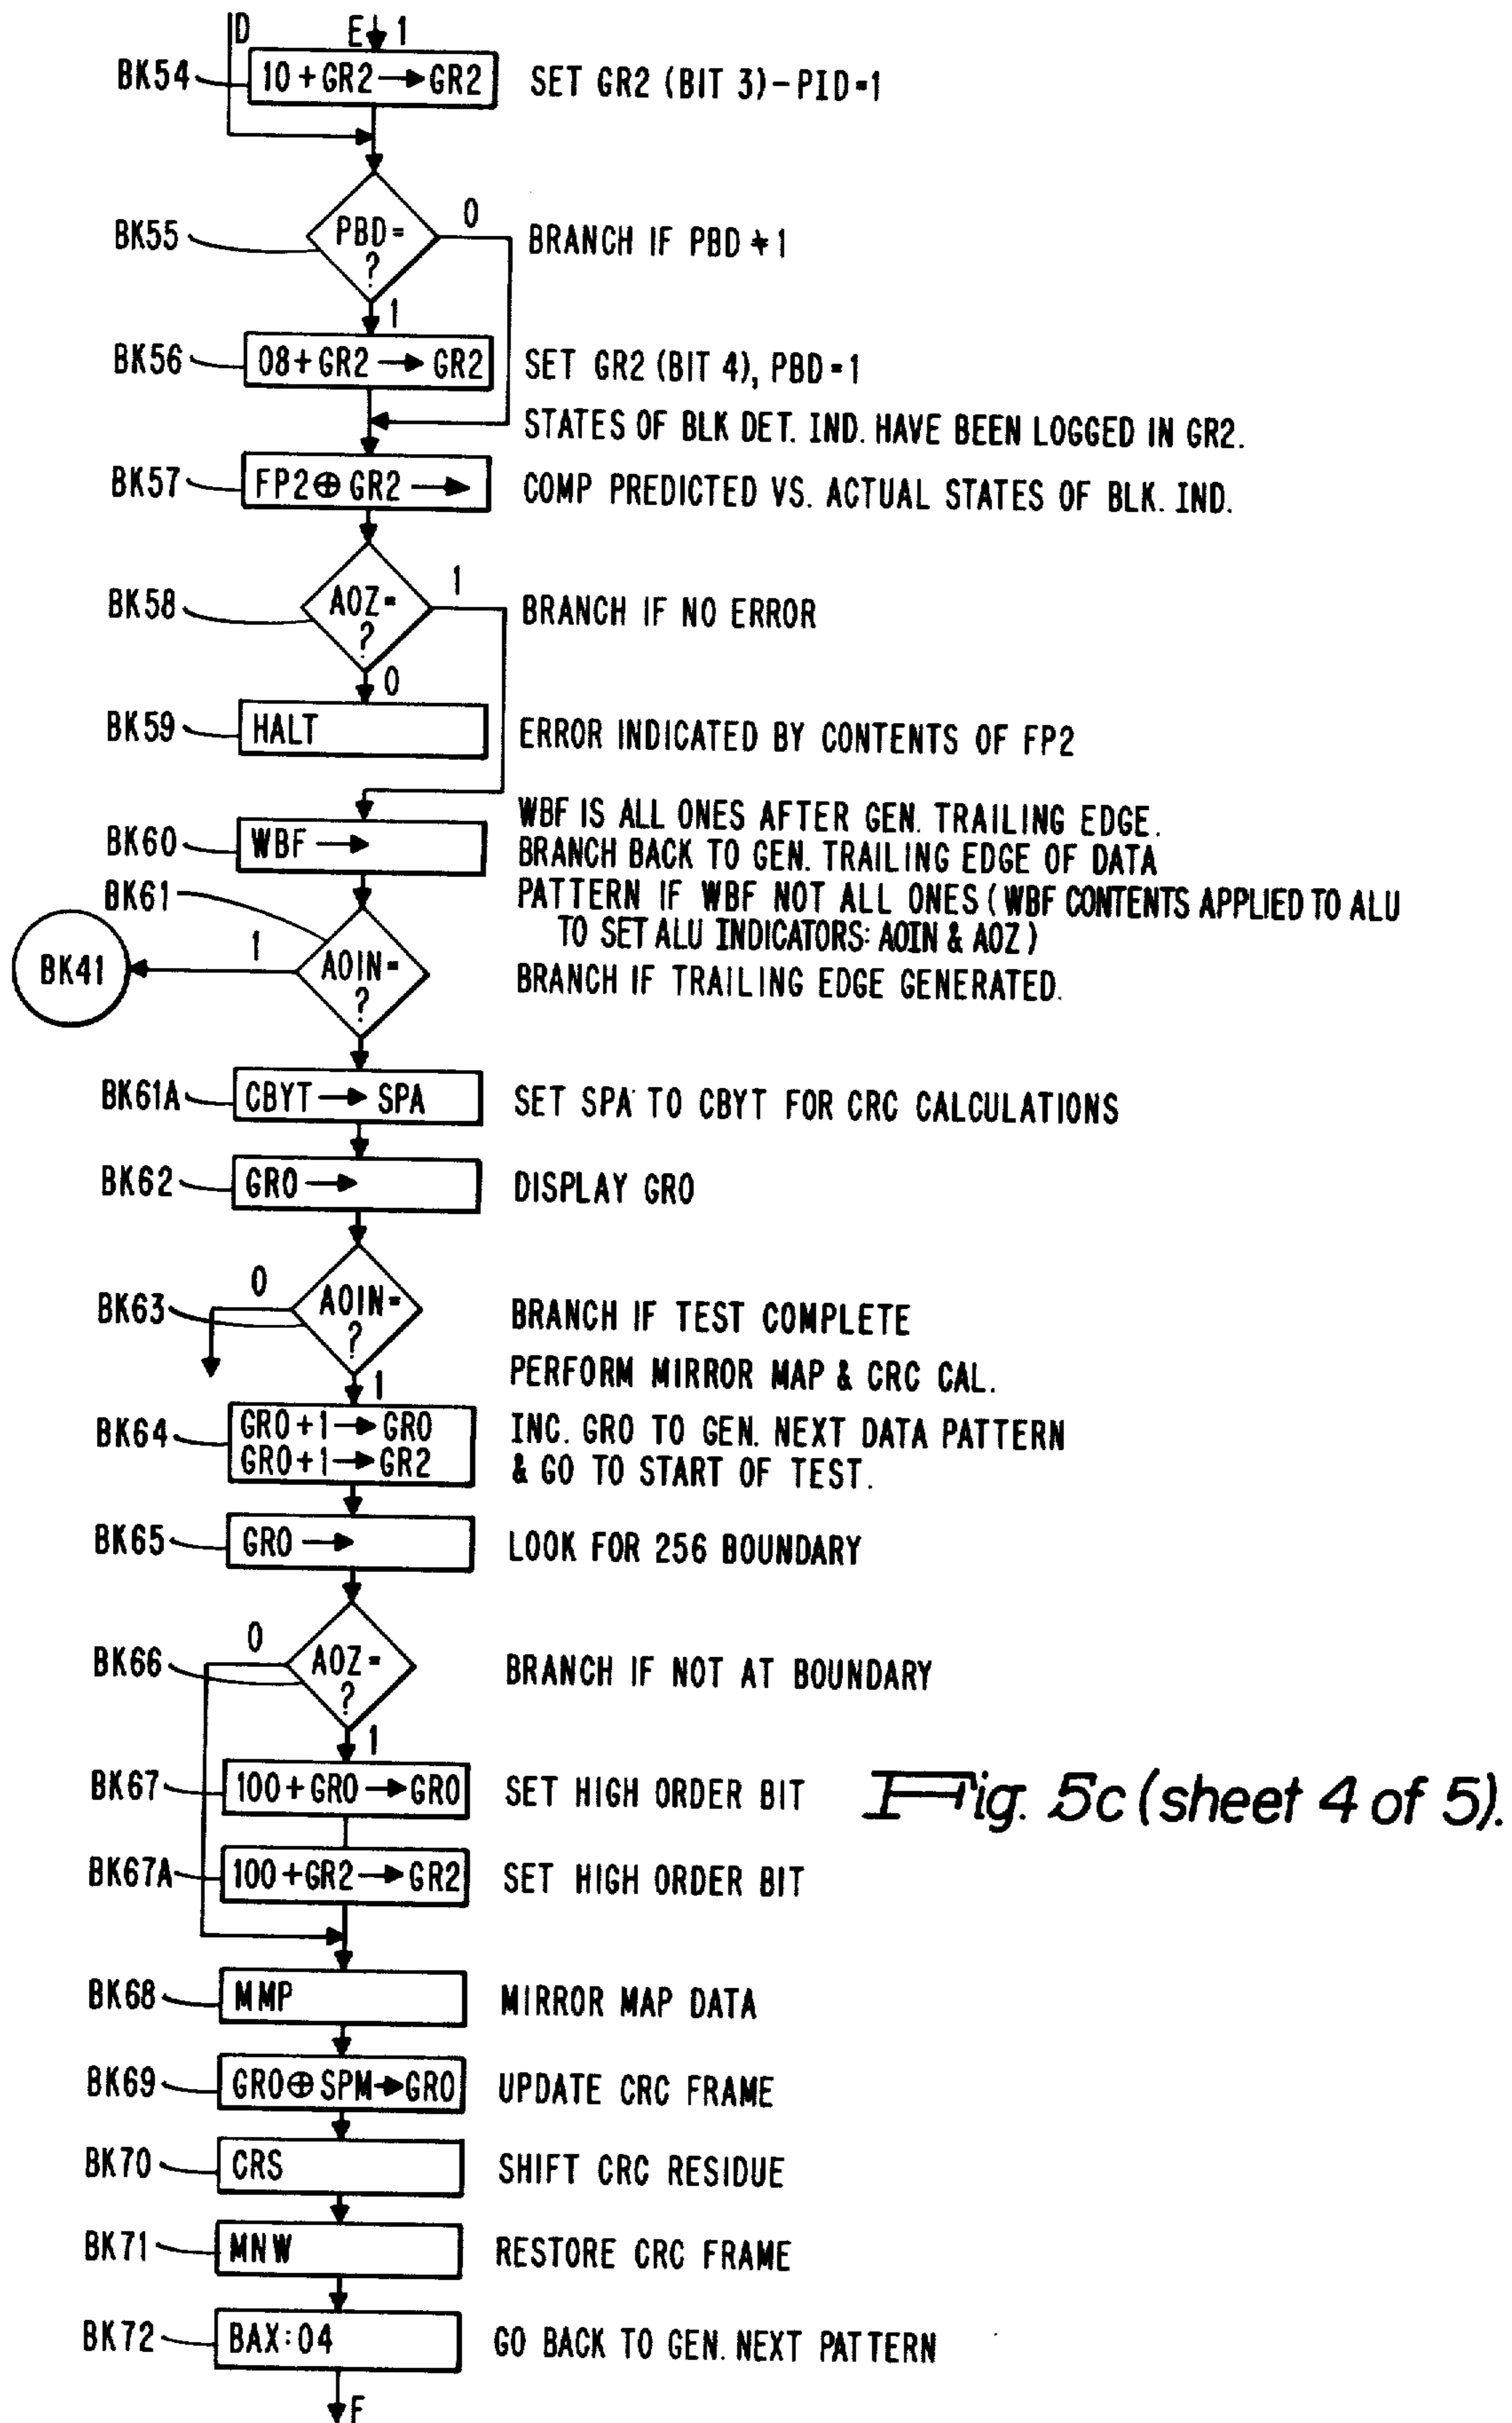 D E 1
BK54 10 + GR2 → GR2 SET GR2 (BIT 3) - PID = 1
BK55 PBD = ? 0 BRANCH IF PBD ≠ 1
1
BK56 08 + GR2 → GR2 SET GR2 (BIT 4), PBD = 1
STATES OF BLK DET. IND. HAVE BEEN LOGGED IN GR2.
BK57 FP2 ⊕ GR2 → COMP PREDICTED VS. ACTUAL STATES OF BLK. IND.
BK58 AOZ = ? 1 BRANCH IF NO ERROR
0
BK59 HALT ERROR INDICATED BY CONTENTS OF FP2
WBF IS ALL ONES AFTER GEN. TRAILING EDGE.
BK60 WBF → BRANCH BACK TO GEN. TRAILING EDGE OF DATA
BK61 PATTERN IF WBF NOT ALL ONES (WBF CONTENTS APPLIED TO ALU
TO SET ALU INDICATORS: AOIN & AOZ)
BK41 1 AOIN = ? BRANCH IF TRAILING EDGE GENERATED.
BK61A CBYT → SPA SET SPA TO CBYT FOR CRC CALCULATIONS
BK62 GRO → DISPLAY GRO
BK63 0 AOIN = ? BRANCH IF TEST COMPLETE
PERFORM MIRROR MAP & CRC CAL.
1
BK64 GRO + 1 → GRO INC. GRO TO GEN. NEXT DATA PATTERN
GRO + 1 → GR2 & GO TO START OF TEST.
BK65 GRO → LOOK FOR 256 BOUNDARY
BK66 0 AOZ = ? BRANCH IF NOT AT BOUNDARY
1
BK67 100 + GRO → GRO SET HIGH ORDER BIT
Fig. 5c (sheet 4 of 5).
BK67A 100 + GR2 → GR2 SET HIGH ORDER BIT
BK68 MMP MIRROR MAP DATA
BK69 GRO ⊕ SPM → GRO UPDATE CRC FRAME
BK70 CRS SHIFT CRC RESIDUE
BK71 MNW RESTORE CRC FRAME
BK72 BAX:04 GO BACK TO GEN. NEXT PATTERN
F